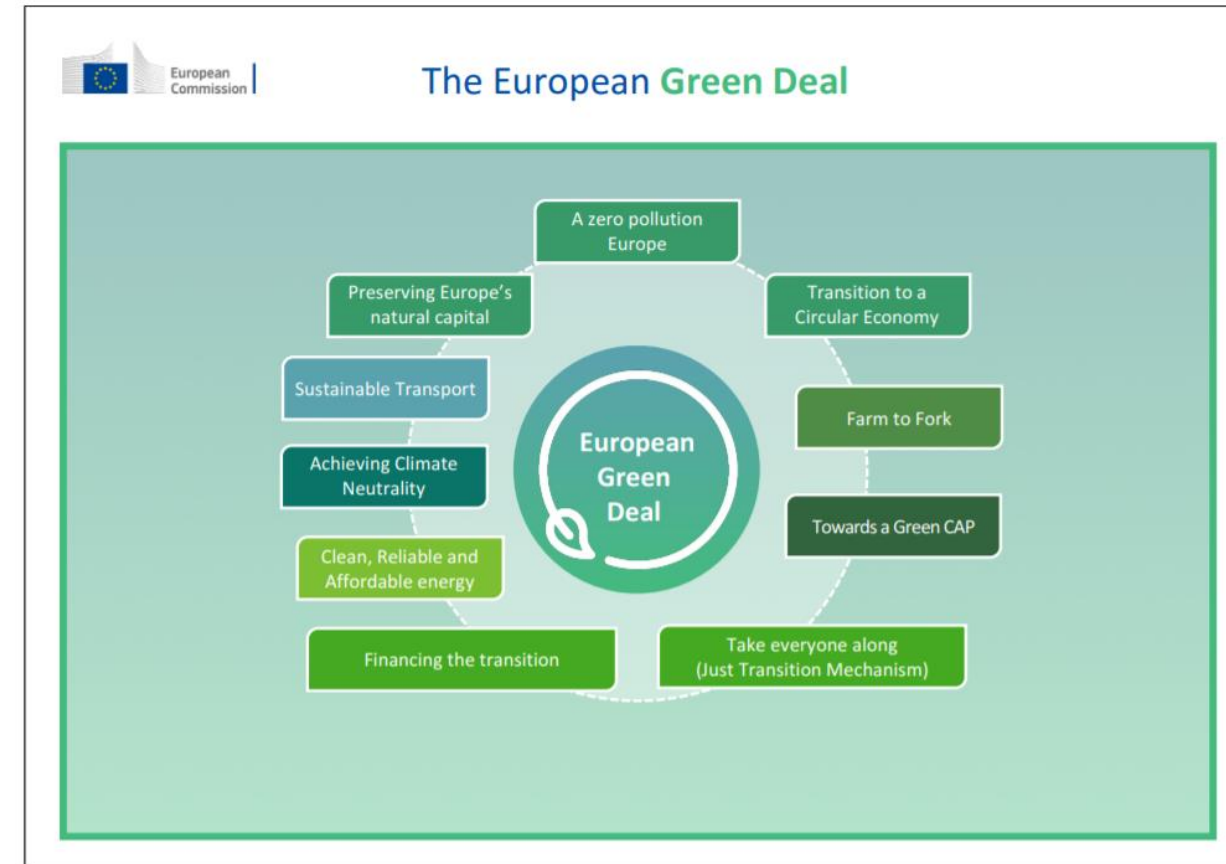 European
Commission
The European Green Deal
A zero pollution
Europe
Preserving Europe's
natural capital
Transition to a
Circular Economy
Sustainable Transport
Farm to Fork
European
Green
Deal
Achieving Climate
Neutrality
Towards a Green CAP
Clean, Reliable and
Affordable energy
Financing the transition
Take everyone along
(Just Transition Mechanism)